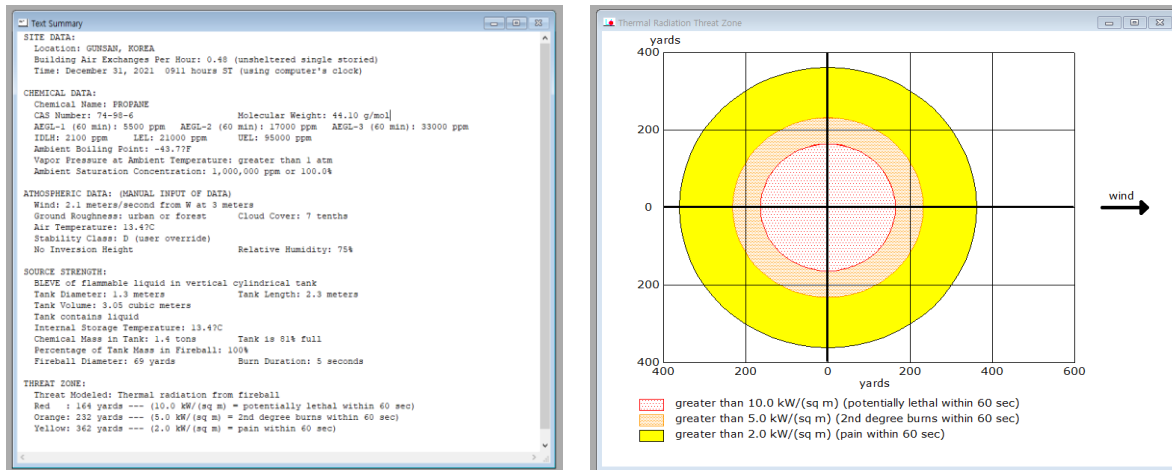 Text Summary
SITE DATA:
Location: GUNSAN, KOREA
Building Air Exchanges Per Hour: 0.48 (unsheltered single storied)
Time: December 31, 2021 0911 hours ST (using computer's clock)
CHEMICAL DATA:
Chemical Name: PROPANE
CAS Number: 74-98-6 Molecular Weight: 44.10 g/mol
AEGL-1 (60 min): 5500 ppm AEGL-2 (60 min): 17000 ppm AEGL-3 (60 min): 33000 ppm
IDLH: 2100 ppm LEL: 21000 ppm UEL: 95000 ppm
Ambient Boiling Point: -43.7?F
Vapor Pressure at Ambient Temperature: greater than 1 atm
Ambient Saturation Concentration: 1,000,000 ppm or 100.0%
ATMOSPHERIC DATA: (MANUAL INPUT OF DATA)
Wind: 2.1 meters/second from W at 3 meters
Ground Roughness: urban or forest Cloud Cover: 7 tenths
Air Temperature: 13.4?C
Stability Class: D (user override)
No Inversion Height Relative Humidity: 75%
SOURCE STRENGTH:
BLEVE of flammable liquid in vertical cylindrical tank
Tank Diameter: 1.3 meters Tank Length: 2.3 meters
Tank Volume: 3.05 cubic meters
Tank contains liquid
Internal Storage Temperature: 13.4?C
Chemical Mass in Tank: 1.4 tons Tank is 81% full
Percentage of Tank Mass in Fireball: 100%
Fireball Diameter: 69 yards Burn Duration: 5 seconds
THREAT ZONE:
Threat Modeled: Thermal radiation from fireball
Red : 164 yards --- (10.0 kW/(sq m) = potentially lethal within 60 sec)
Orange: 232 yards --- (5.0 kW/(sq m) = 2nd degree burns within 60 sec)
Yellow: 362 yards --- (2.0 kW/(sq m) = pain within 60 sec)
Thermal Radiation Threat Zone
yards
400
200
0
200
400
400 200 0 200 400 600
yards
wind
greater than 10.0 kW/(sq m) (potentially lethal within 60 sec)
greater than 5.0 kW/(sq m) (2nd degree burns within 60 sec)
greater than 2.0 kW/(sq m) (pain within 60 sec)